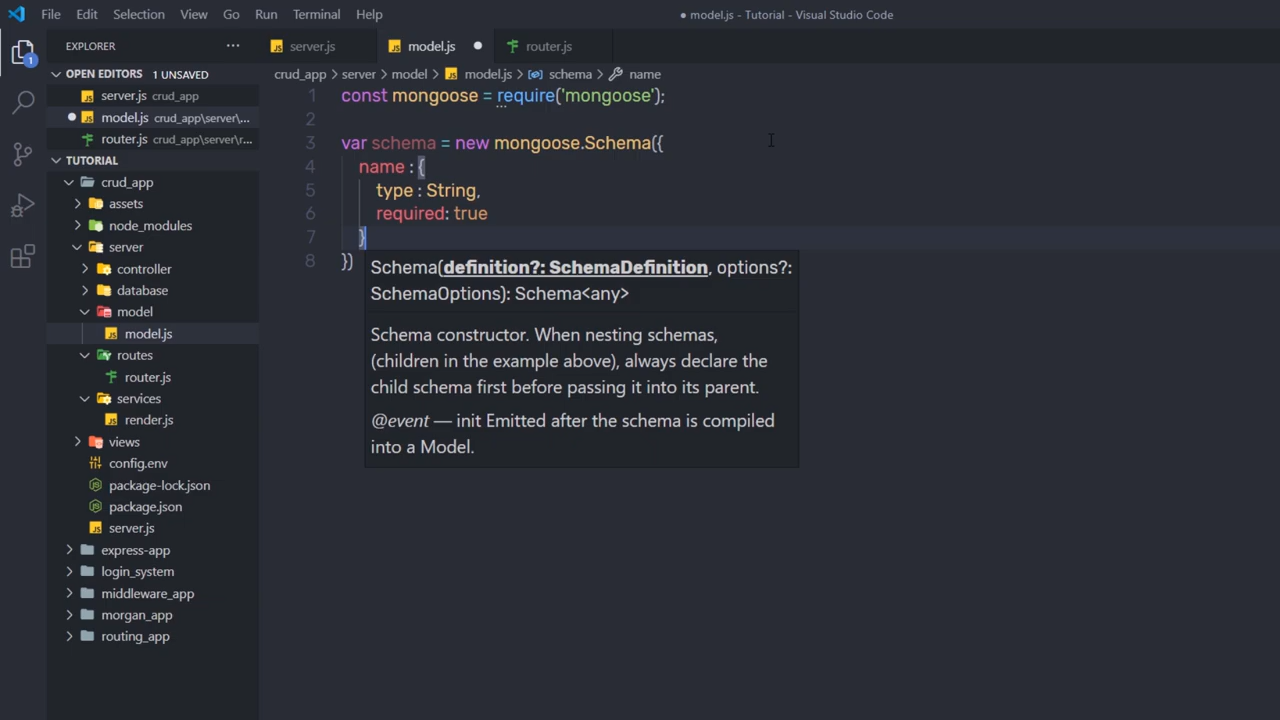 File Edit Selection View Go Run Terminal Help
● model.js - Tutorial - Visual Studio Code
EXPLORER ...
server.js model.js router.js
1
OPEN EDITORS 1 UNSAVED
server.js crud_app
model.js crud_app\server\...
router.js crud_app\server\r...
TUTORIAL
crud_app
assets
node_modules
server
controller
database
model
model.js
routes
router.js
services
render.js
views
config.env
package-lock.json
package.json
server.js
express-app
login_system
middleware_app
morgan_app
routing_app
crud_app > server > model > model.js > schema > name
1 const mongoose = require('mongoose');
2
3 var schema = new mongoose.Schema({
4 name : {
5 type : String,
6 required: true
7 }
8 })
Schema(definition?: SchemaDefinition, options?:
SchemaOptions): Schema<any>
Schema constructor. When nesting schemas,
(children in the example above), always declare the
child schema first before passing it into its parent.
@event — init Emitted after the schema is compiled
into a Model.